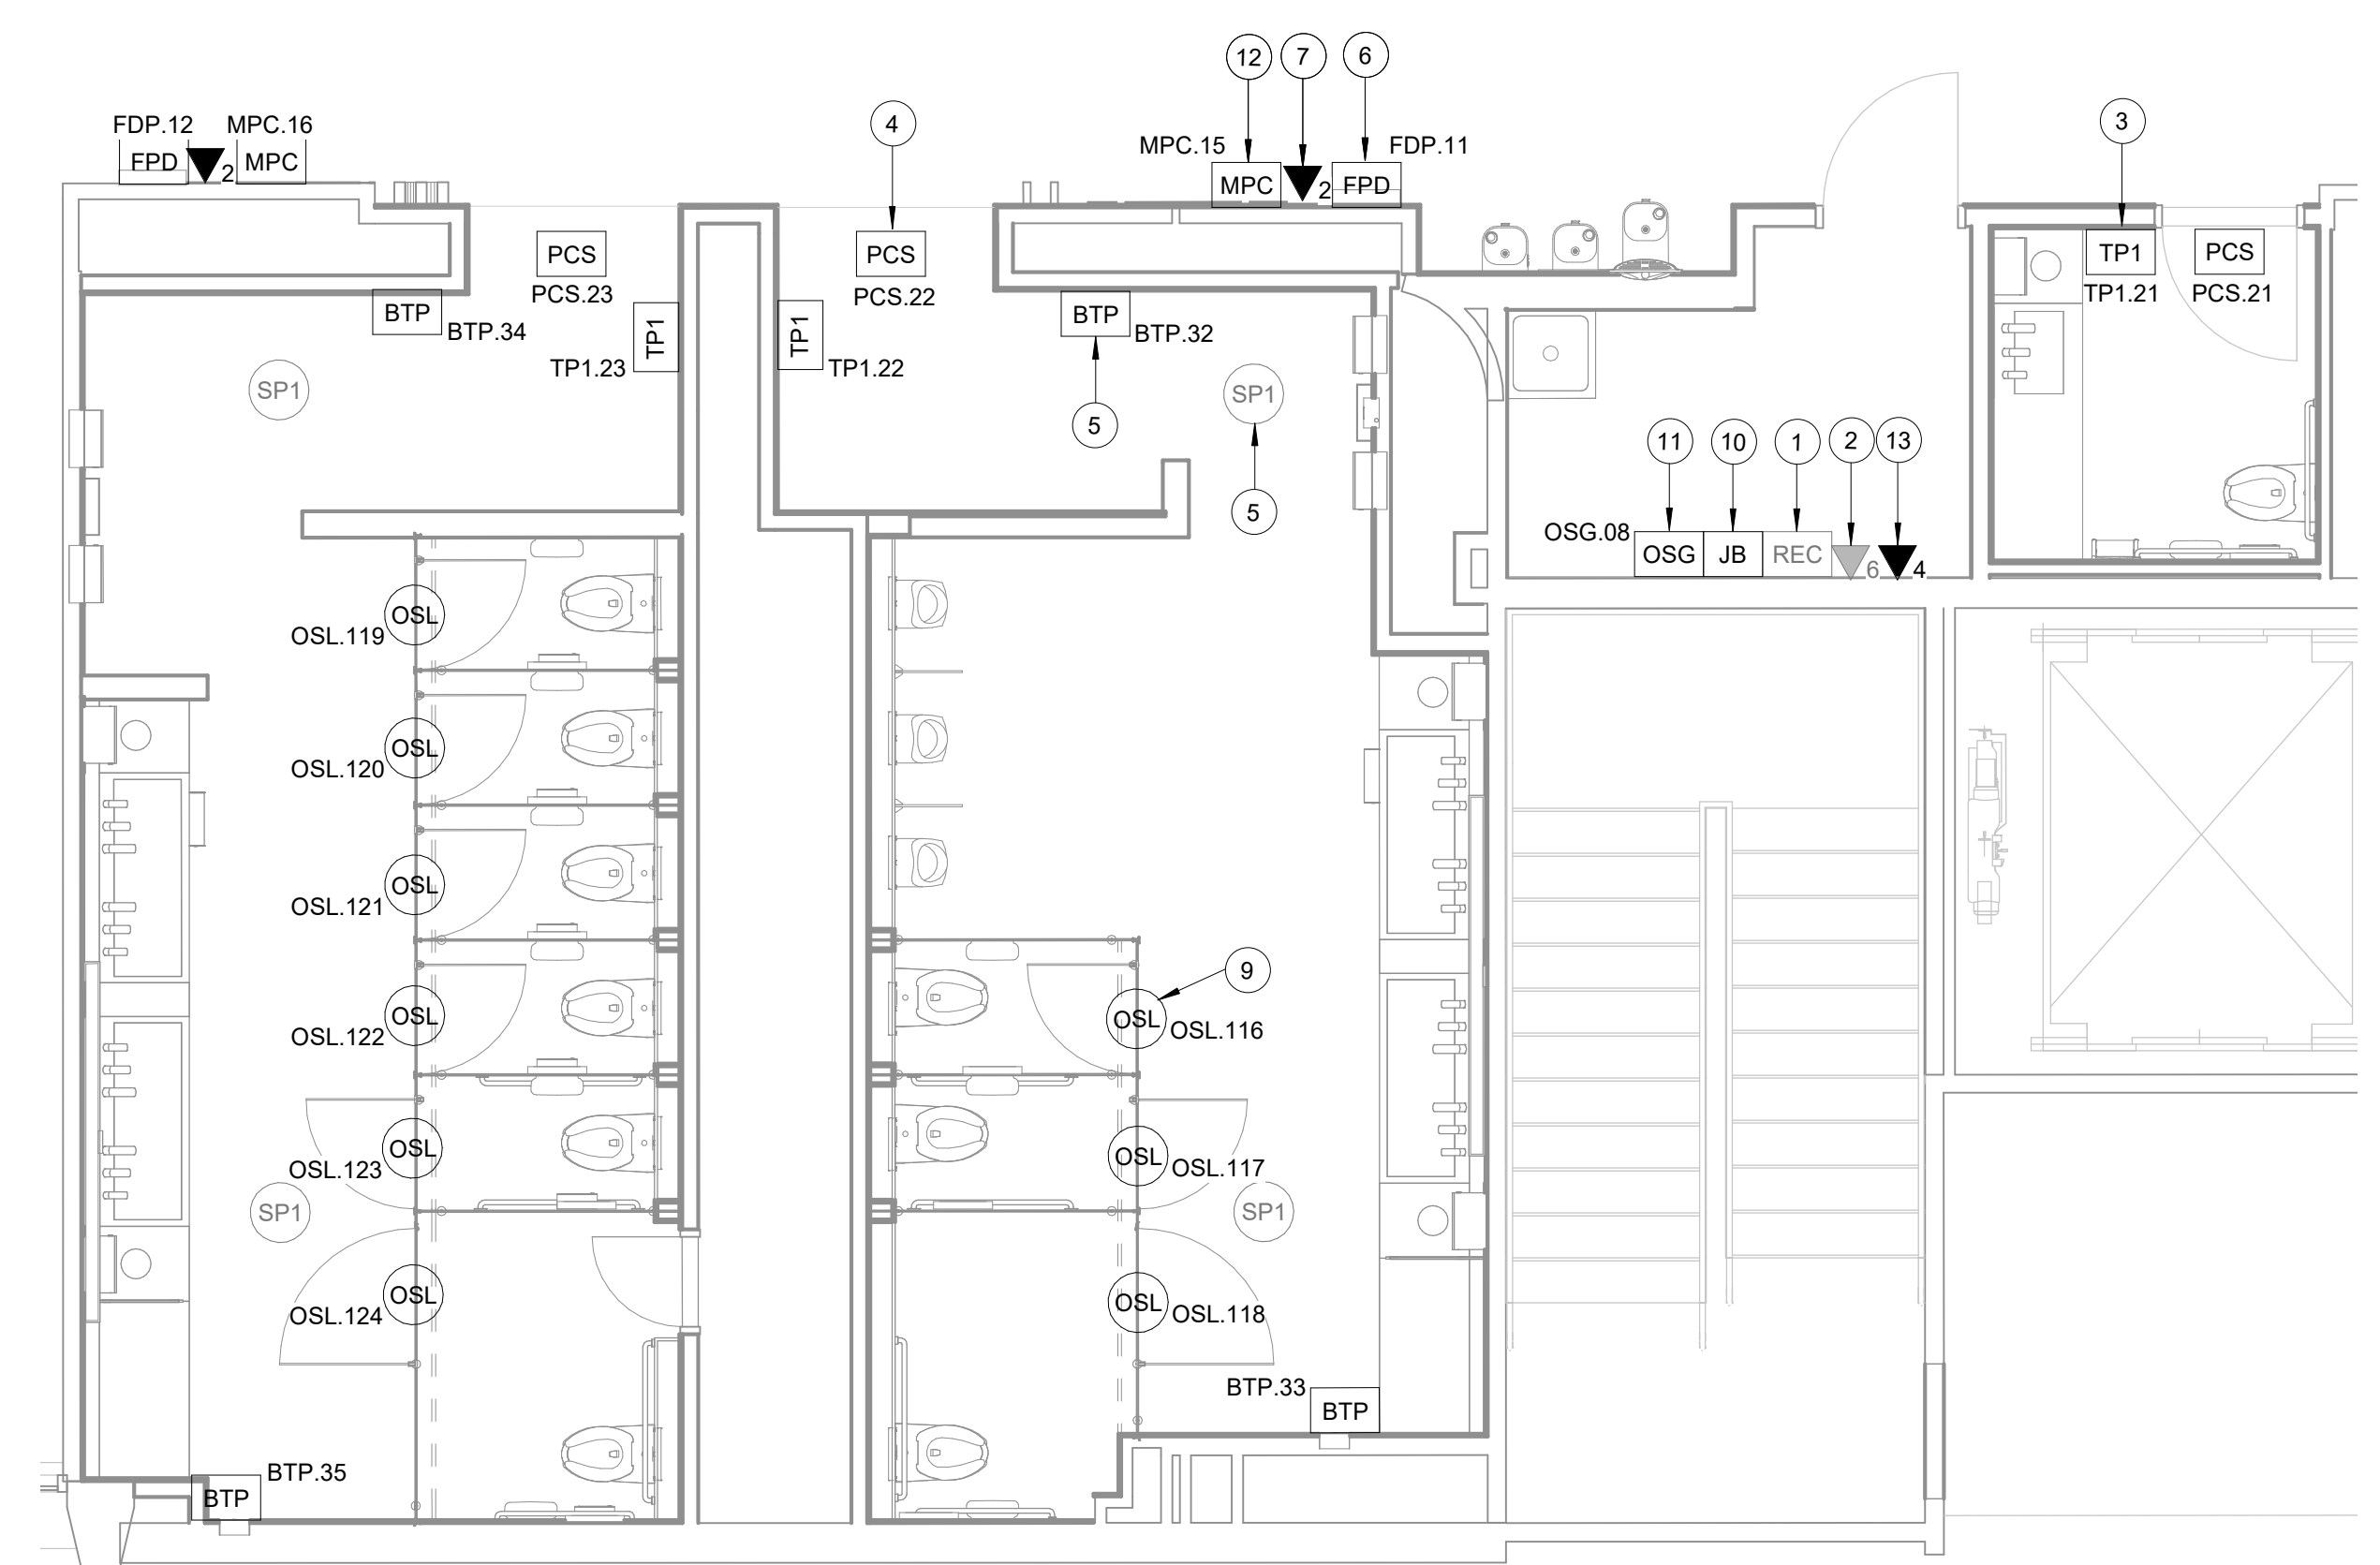 12 7 6
4
3
FDP.12 MPC.16
FPD 2 MPC
MPC.15 FDP.11
MPC 2 FPD
PCS
PCS.23
PCS
PCS.22
TP1
TP1.21
PCS
PCS.21
BTP
BTP.34
TP1
TP1.23
TP1
TP1.22
BTP
BTP.32
SP1
SP1
5
5
11 10 1 2 13
OSG.08
OSG JB REC 6 4
OSL
OSL.119
OSL
OSL.120
OSL
OSL.121
OSL
OSL.122
9
OSL
OSL.116
OSL
OSL.123
OSL
OSL.117
SP1
SP1
OSL
OSL.124
OSL
OSL.118
BTP.33
BTP
BTP.35
BTP